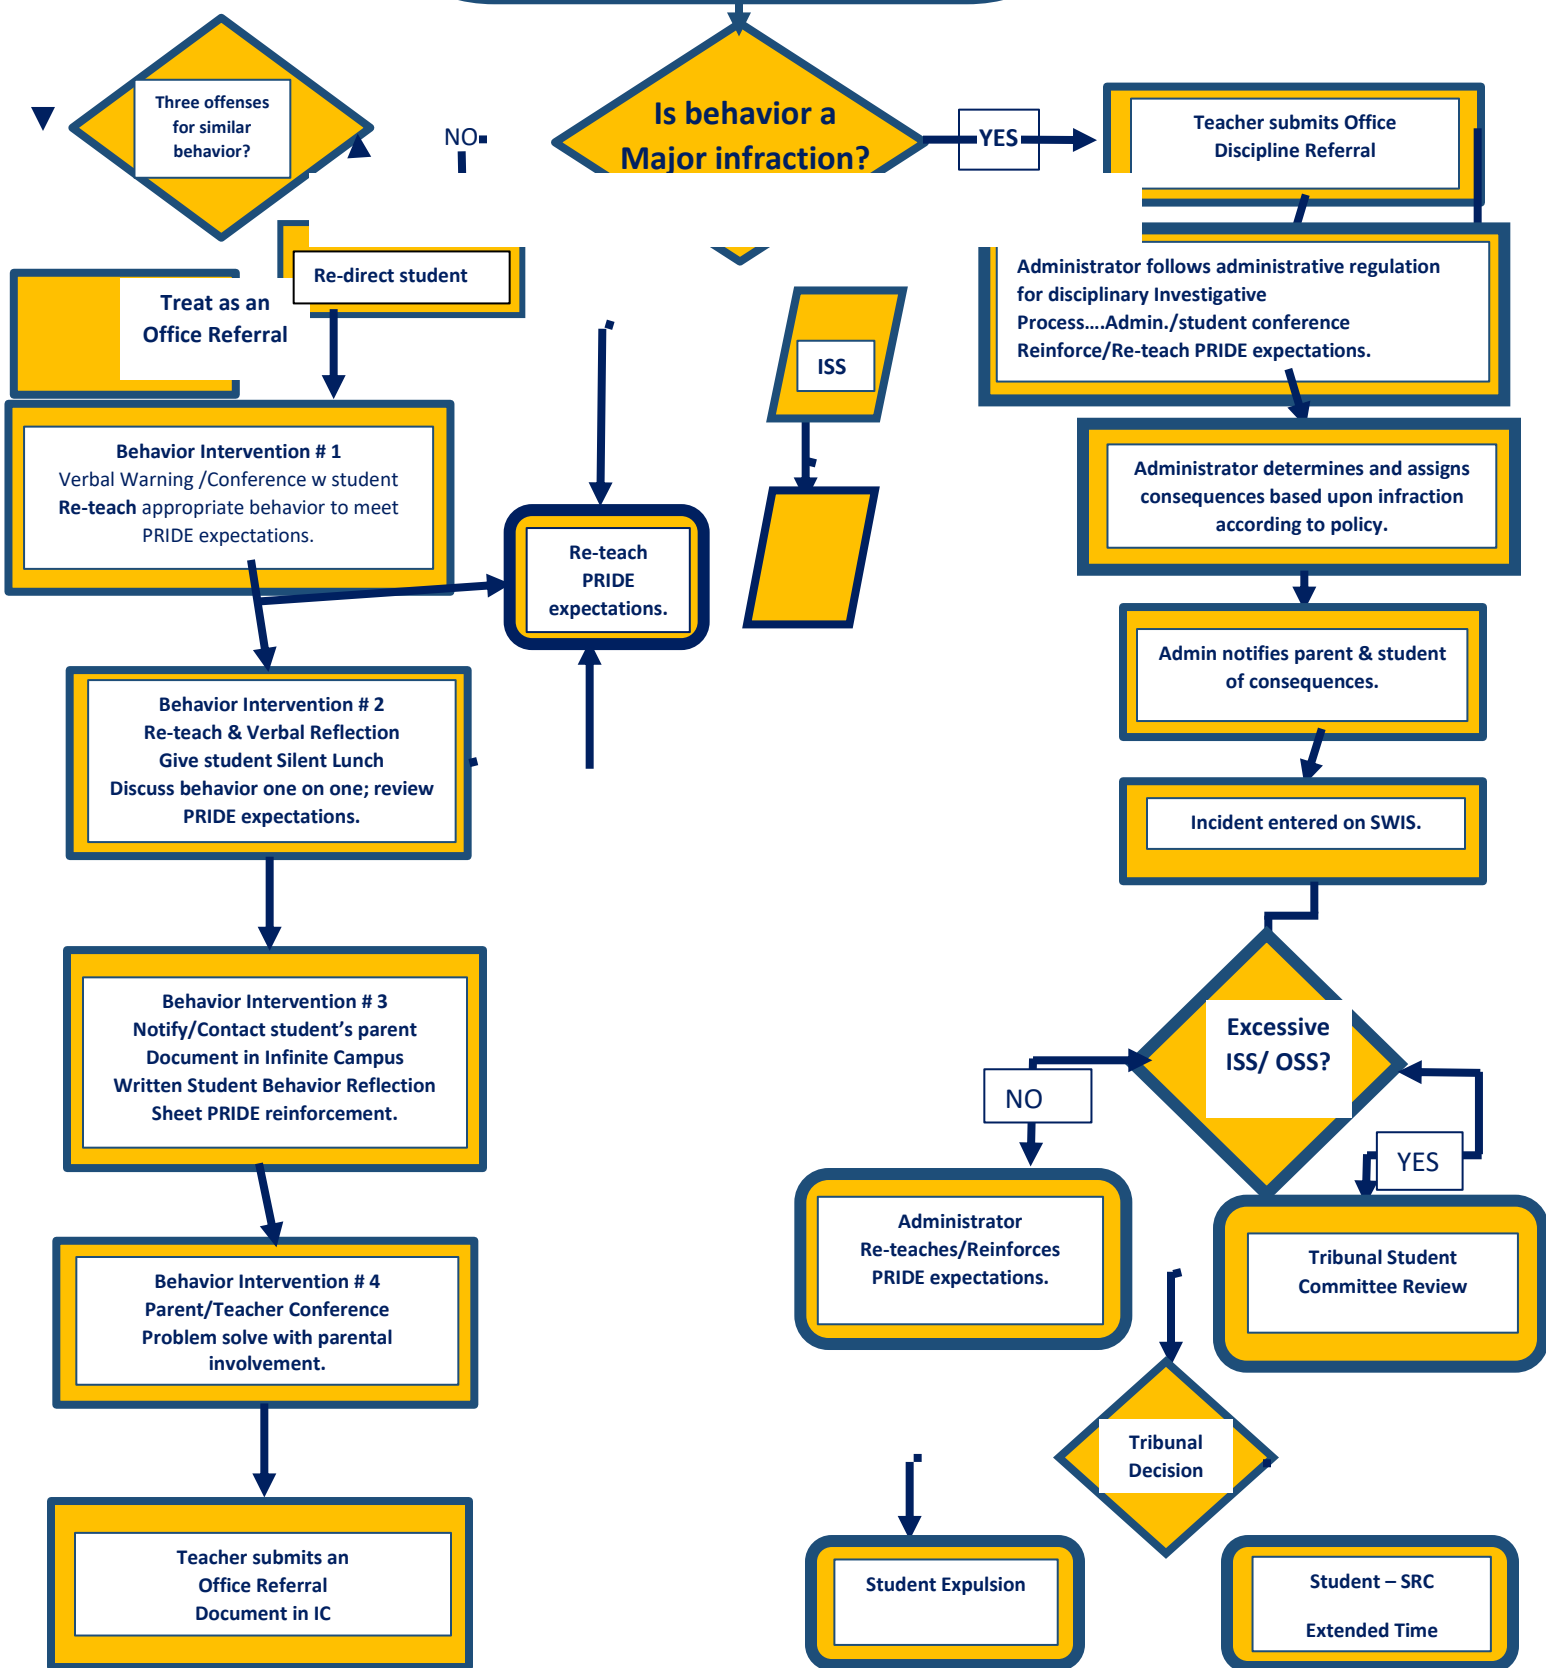 Three offenses
for similar
behavior?
NO
Is behavior a
Major infraction?
YES
Teacher submits Office
Discipline Referral
Re-direct student
Treat as an
Office Referral
Administrator follows administrative regulation
for disciplinary Investigative
Process....Admin./student conference
Reinforce/Re-teach PRIDE expectations.
ISS
Behavior Intervention # 1
Verbal Warning /Conference w student
Re-teach appropriate behavior to meet
PRIDE expectations.
Administrator determines and assigns
consequences based upon infraction
according to policy.
Re-teach
PRIDE
expectations.
Admin notifies parent & student
of consequences.
Behavior Intervention # 2
Re-teach & Verbal Reflection
Give student Silent Lunch
Discuss behavior one on one; review
PRIDE expectations.
Incident entered on SWIS.
Behavior Intervention # 3
Notify/Contact student’s parent
Document in Infinite Campus
Written Student Behavior Reflection
Sheet PRIDE reinforcement.
Excessive
ISS/ OSS?
NO
YES
Administrator
Re-teaches/Reinforces
PRIDE expectations.
Tribunal Student
Committee Review
Behavior Intervention # 4
Parent/Teacher Conference
Problem solve with parental
involvement.
Tribunal
Decision
Teacher submits an
Office Referral
Document in IC
Student Expulsion
Student – SRC
Extended Time